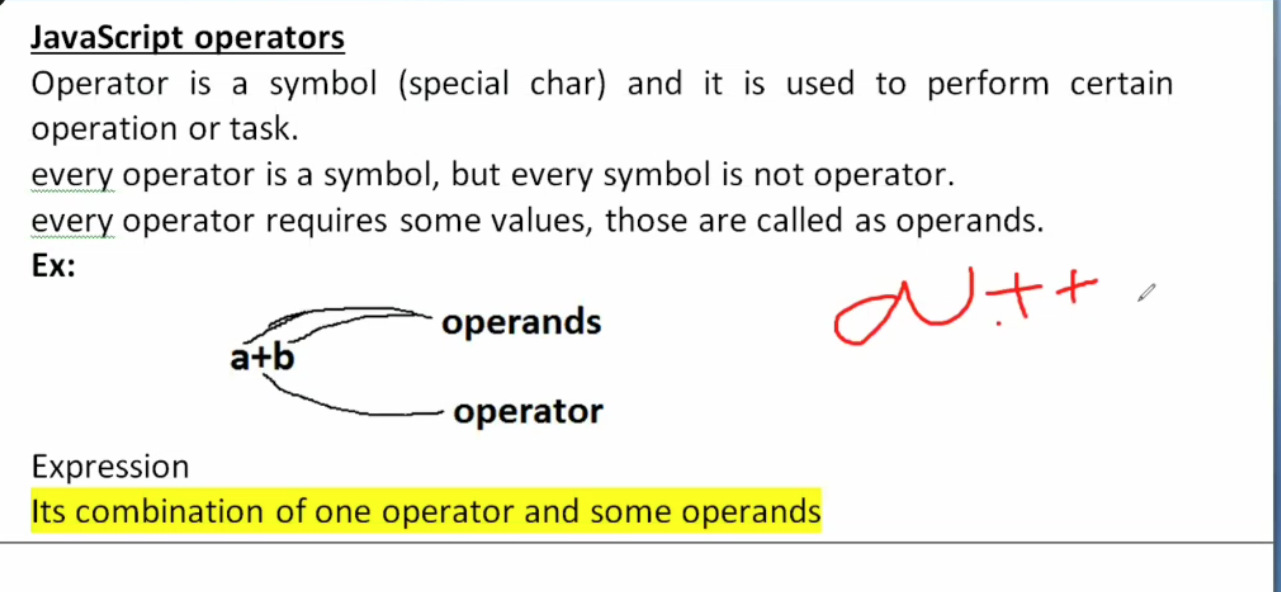 JavaScript operators
Operator is a symbol (special char) and it is used to perform certain
operation or task.
every operator is a symbol, but every symbol is not operator.
every operator requires some values, those are called as operands.
Ex:
operands
a+b
operator
a++
Expression
Its combination of one operator and some operands